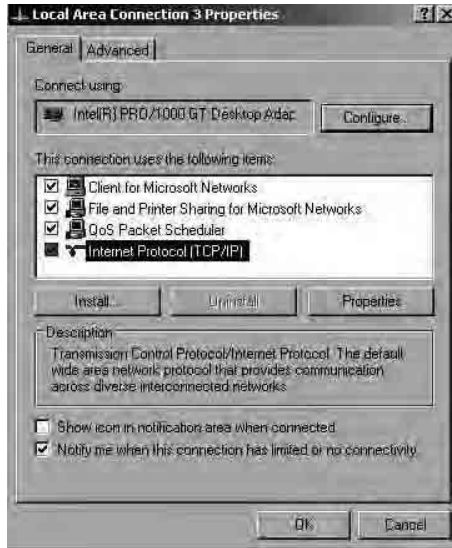 Local Area Connection 3 Properties
General
Advanced
Connect using:
Intel(R) PRO/1000 GT Desktop Adap
Configure...
This connection uses the following items:
Client for Microsoft Networks
File and Printer Sharing for Microsoft Networks
QoS Packet Scheduler
Internet Protocol (TCP/IP)
Install...
Uninstall
Properties
Description
Transmission Control Protocol/Internet Protocol. The default
wide area network protocol that provides communication
across diverse interconnected networks.
Show icon in notification area when connected
Notify me when this connection has limited or no connectivity
OK
Cancel